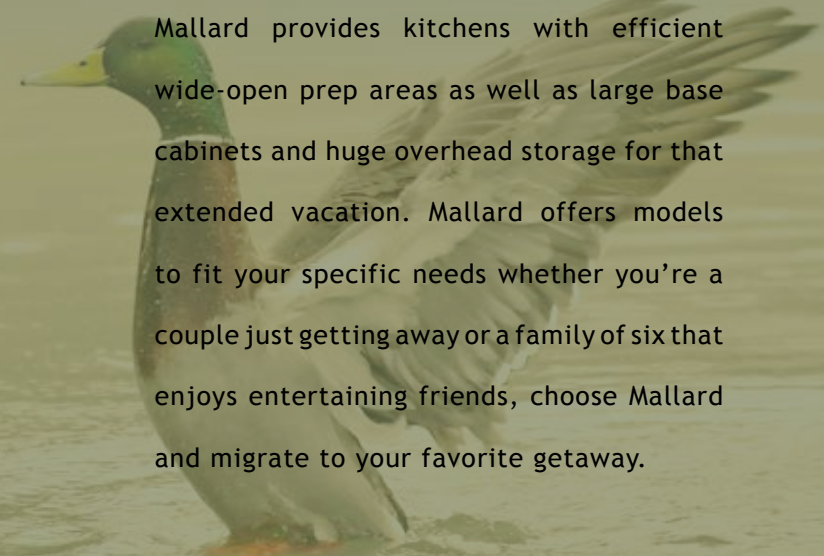 Mallard provides kitchens with efficient
wide-open prep areas as well as large base
cabinets and huge overhead storage for that
extended vacation. Mallard offers models
to fit your specific needs whether you’re a
couple just getting away or a family of six that
enjoys entertaining friends, choose Mallard
and migrate to your favorite getaway.